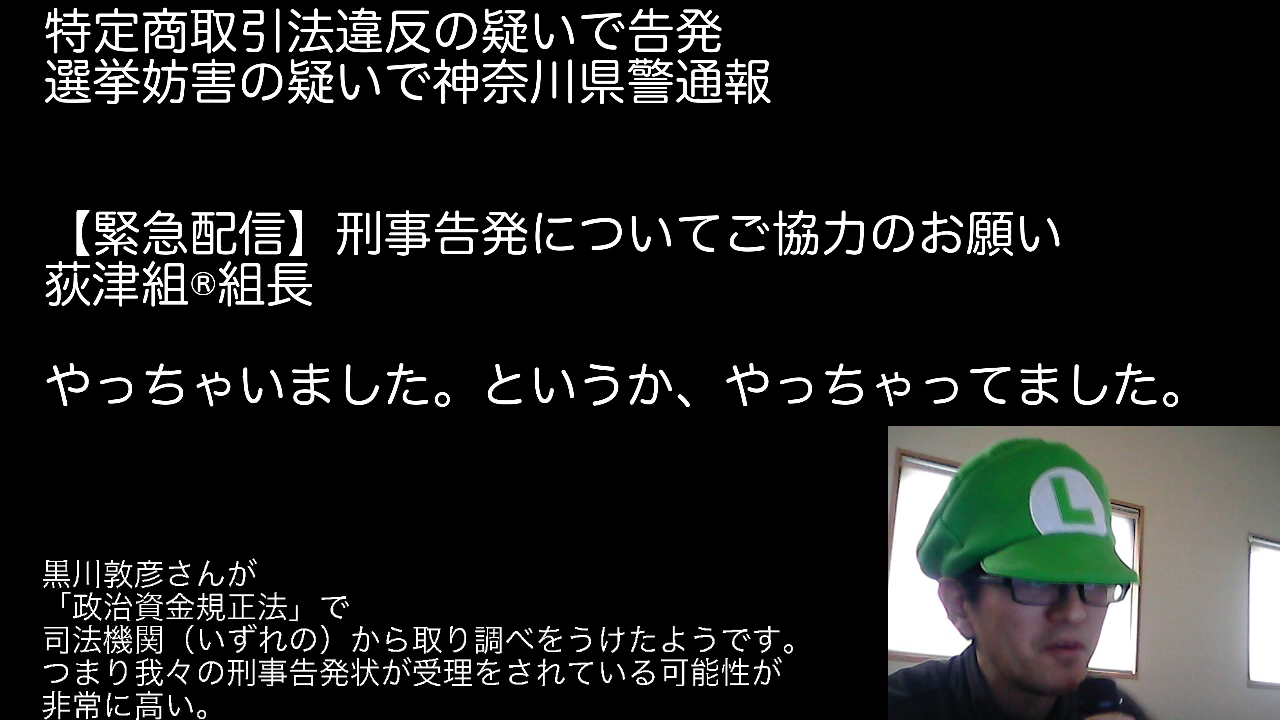 特定商取引法違反の疑いで告発
選挙妨害の疑いで神奈川県警通報
【緊急配信】刑事告発についてご協力のお願い
荻津組®組長
やっちゃいました。というか、やっちゃってました。
L
黒川敦彦さんが
「政治資金規正法」で
司法機関（いずれの）から取り調べをうけたようです。
つまり我々の刑事告発状が受理をされている可能性が
非常に高い。